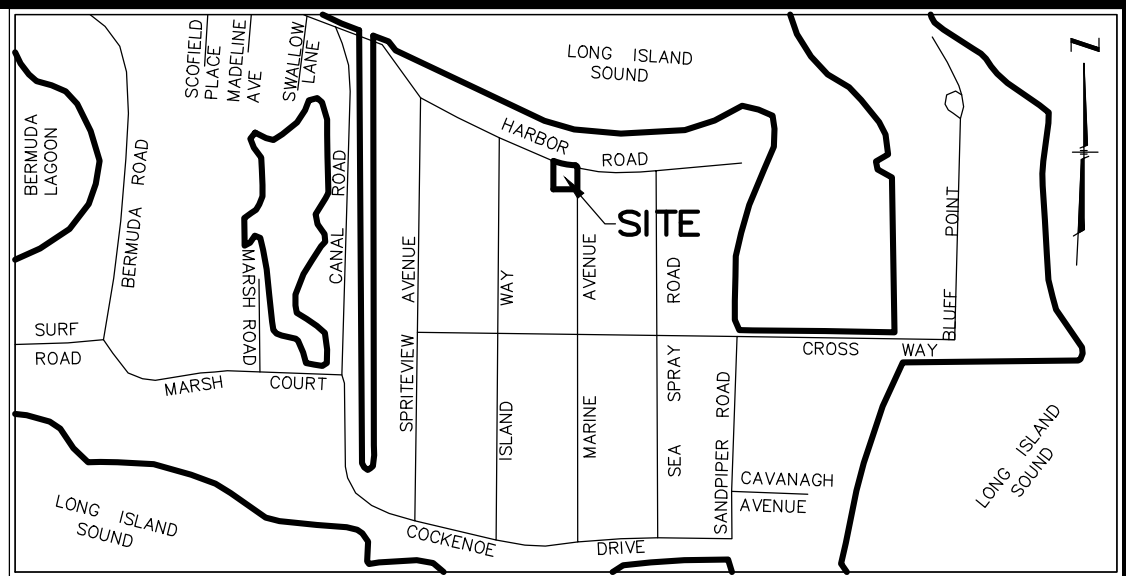 SCOFIELD
PLACE
MADELINE
AVE
SWALLOW
LANE
LONG ISLAND
SOUND
Z
BERMUDA
LAGOON
BERMUDA ROAD
CANAL ROAD
HARBOR ROAD
SITE
MARSH ROAD
SPRITEVIEW AVENUE
ISLAND WAY
MARINE AVENUE
SEA SPRAY ROAD
BLUFF POINT
SURF
ROAD
MARSH COURT
CROSS WAY
SANDPIPER ROAD
CAVANAGH
AVENUE
LONG ISLAND
SOUND
LONG ISLAND
SOUND
COCKENOE DRIVE